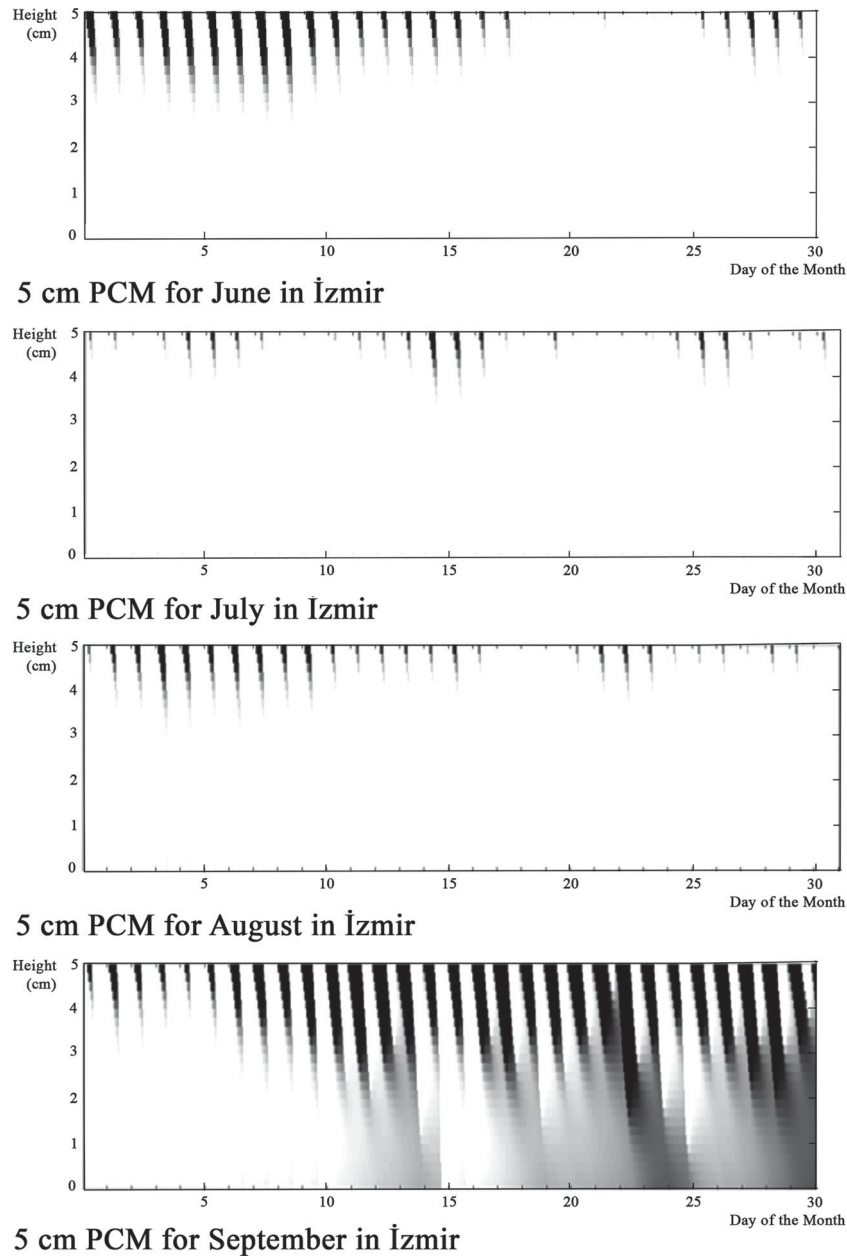 Height 5
(cm)
4
3
2
1
0
5 10 15 20 25 30
Day of the Month
5 cm PCM for June in İzmir
Height 5
(cm)
4
3
2
1
0
5 10 15 20 25 30
Day of the Month
5 cm PCM for July in İzmir
Height 5
(cm)
4
3
2
1
0
5 10 15 20 25 30
Day of the Month
5 cm PCM for August in İzmir
Height 5
(cm)
4
3
2
1
0
5 10 15 20 25 30
Day of the Month
5 cm PCM for September in İzmir